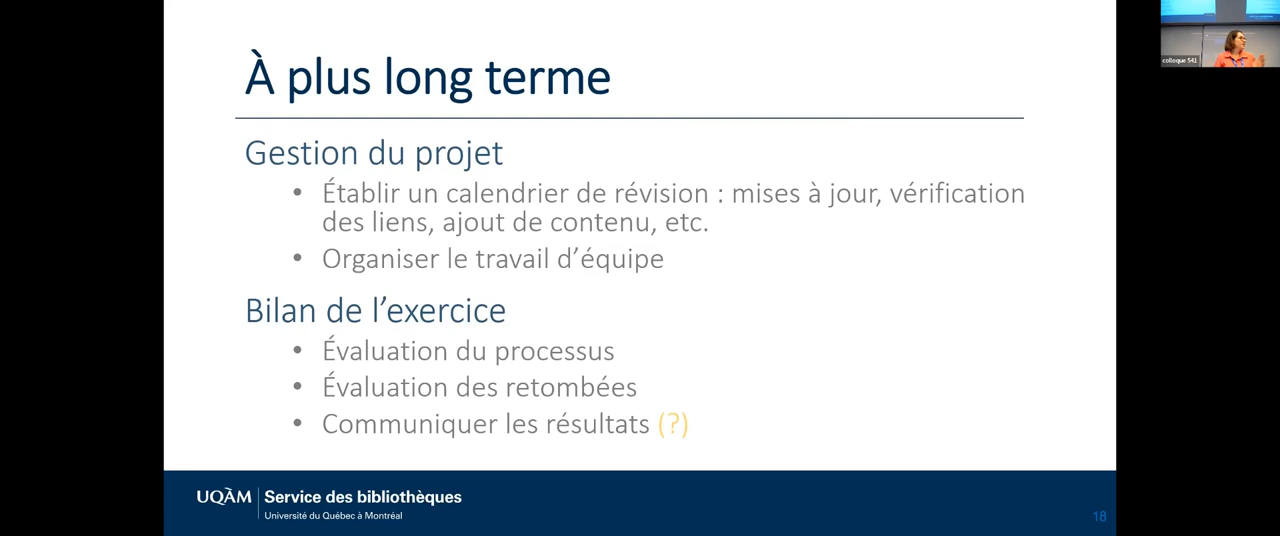 À plus long terme
Gestion du projet
• Établir un calendrier de révision : mises à jour, vérification
des liens, ajout de contenu, etc.
• Organiser le travail d’équipe
Bilan de l’exercice
• Évaluation du processus
• Évaluation des retombées
• Communiquer les résultats (?)
UQÀM Service des bibliothèques
Université du Québec à Montréal
18
colloque 541